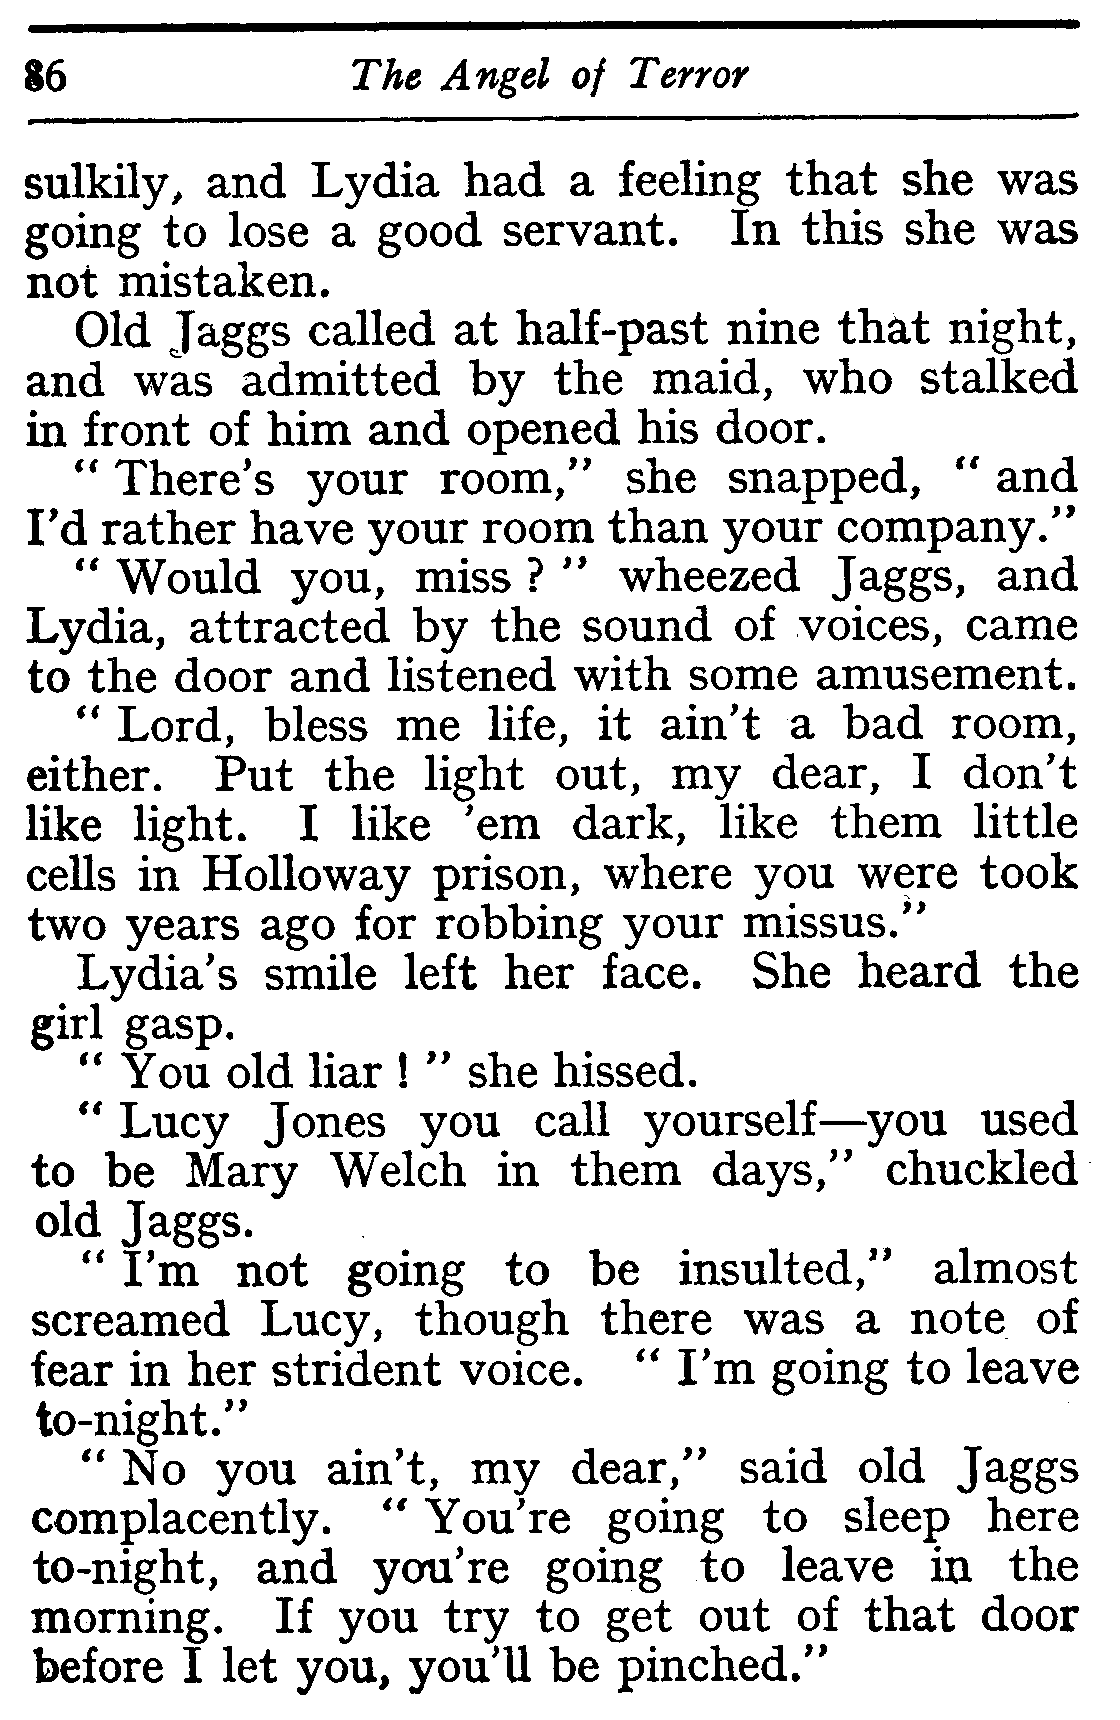 86 The Angel of Terror
sulkily, and Lydia had a feeling that she was
going to lose a good servant. In this she was
not mistaken.
Old Jaggs called at half-past nine that night,
and was admitted by the maid, who stalked
in front of him and opened his door.
“ There’s your room,” she snapped, “ and
I’d rather have your room than your company.”
“ Would you, miss ? ” wheezed Jaggs, and
Lydia, attracted by the sound of voices, came
to the door and listened with some amusement.
“ Lord, bless me life, it ain’t a bad room,
either. Put the light out, my dear, I don’t
like light. I like ’em dark, like them little
cells in Holloway prison, where you were took
two years ago for robbing your missus.”
Lydia’s smile left her face. She heard the
girl gasp.
“ You old liar ! ” she hissed.
“ Lucy Jones you call yourself—you used
to be Mary Welch in them days,” chuckled
old Jaggs.
“ I’m not going to be insulted,” almost
screamed Lucy, though there was a note of
fear in her strident voice. “ I’m going to leave
to-night.”
“ No you ain’t, my dear,” said old Jaggs
complacently. “ You’re going to sleep here
to-night, and you’re going to leave in the
morning. If you try to get out of that door
before I let you, you’ll be pinched.”